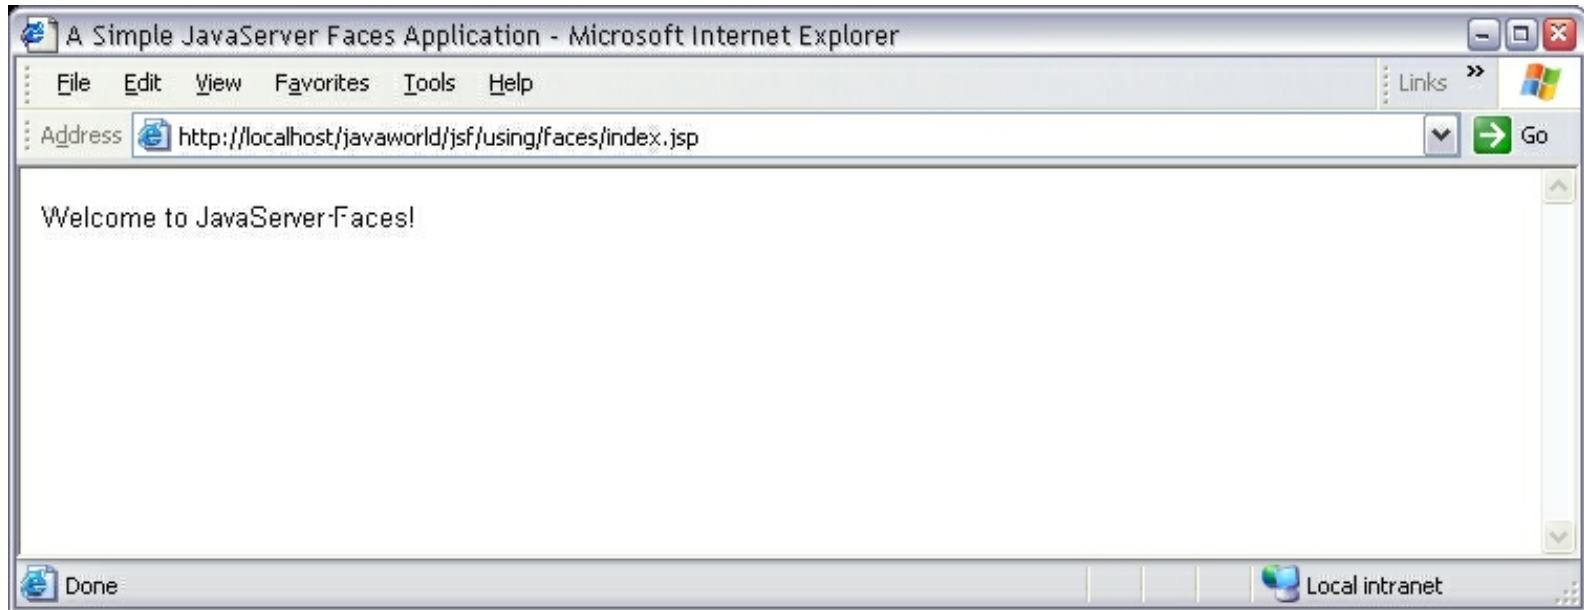 A Simple JavaServer Faces Application - Microsoft Internet Explorer
File Edit View Favorites Tools Help Links »
Address http://localhost/javaworld/jsf/using/faces/index.jsp Go
Welcome to JavaServer-Faces!
Done Local intranet